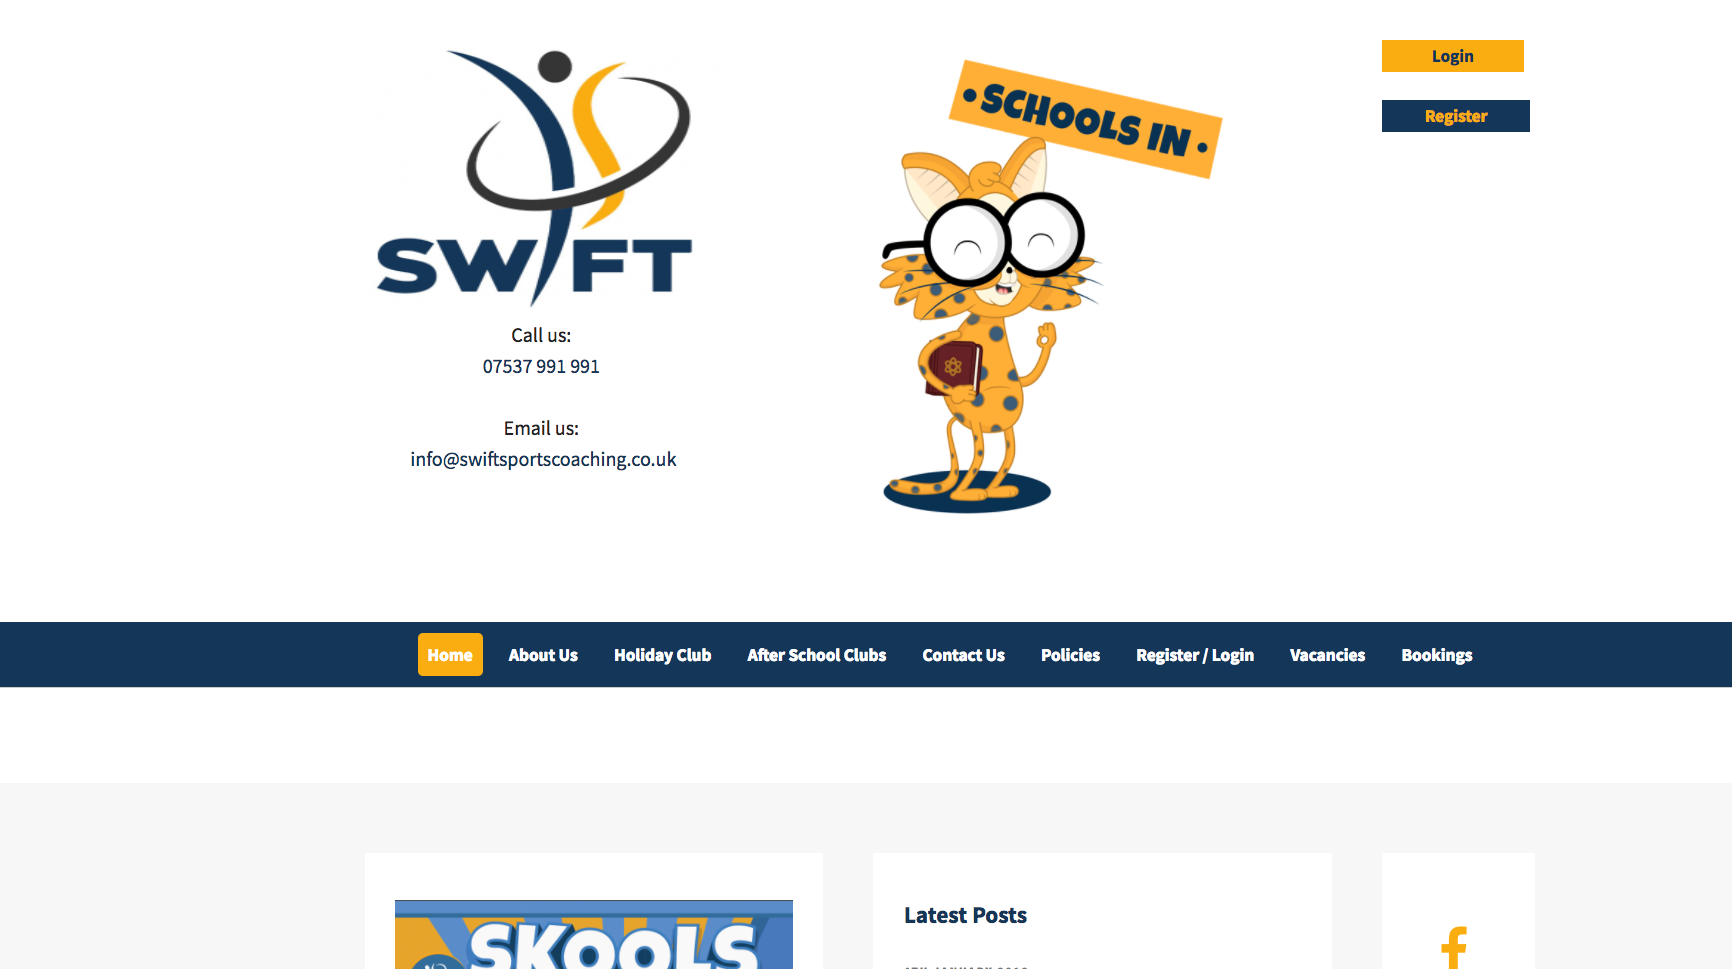 Login
Register
• SCHOOLS IN •
SWIFT
Call us:
07537 991 991
Email us:
info@swiftsportscoaching.co.uk
Home About Us Holiday Club After School Clubs Contact Us Policies Register / Login Vacancies Bookings
SKOOLS
Latest Posts